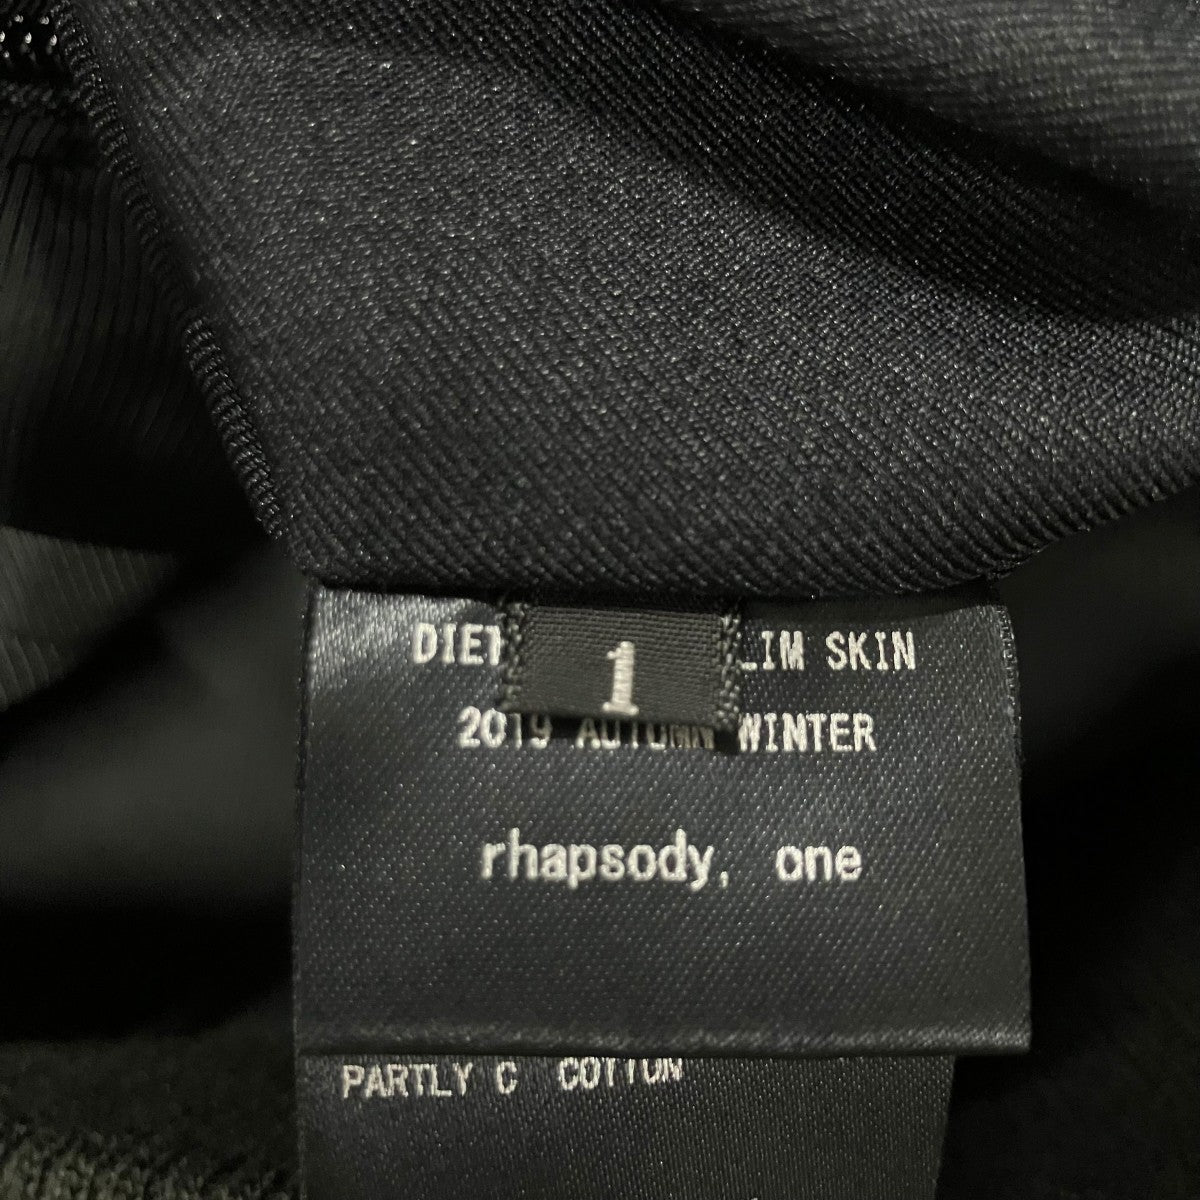 DIET LIM SKIN
1
2019 AUTUMN WINTER
rhapsody, one
PARTLY C COTTON